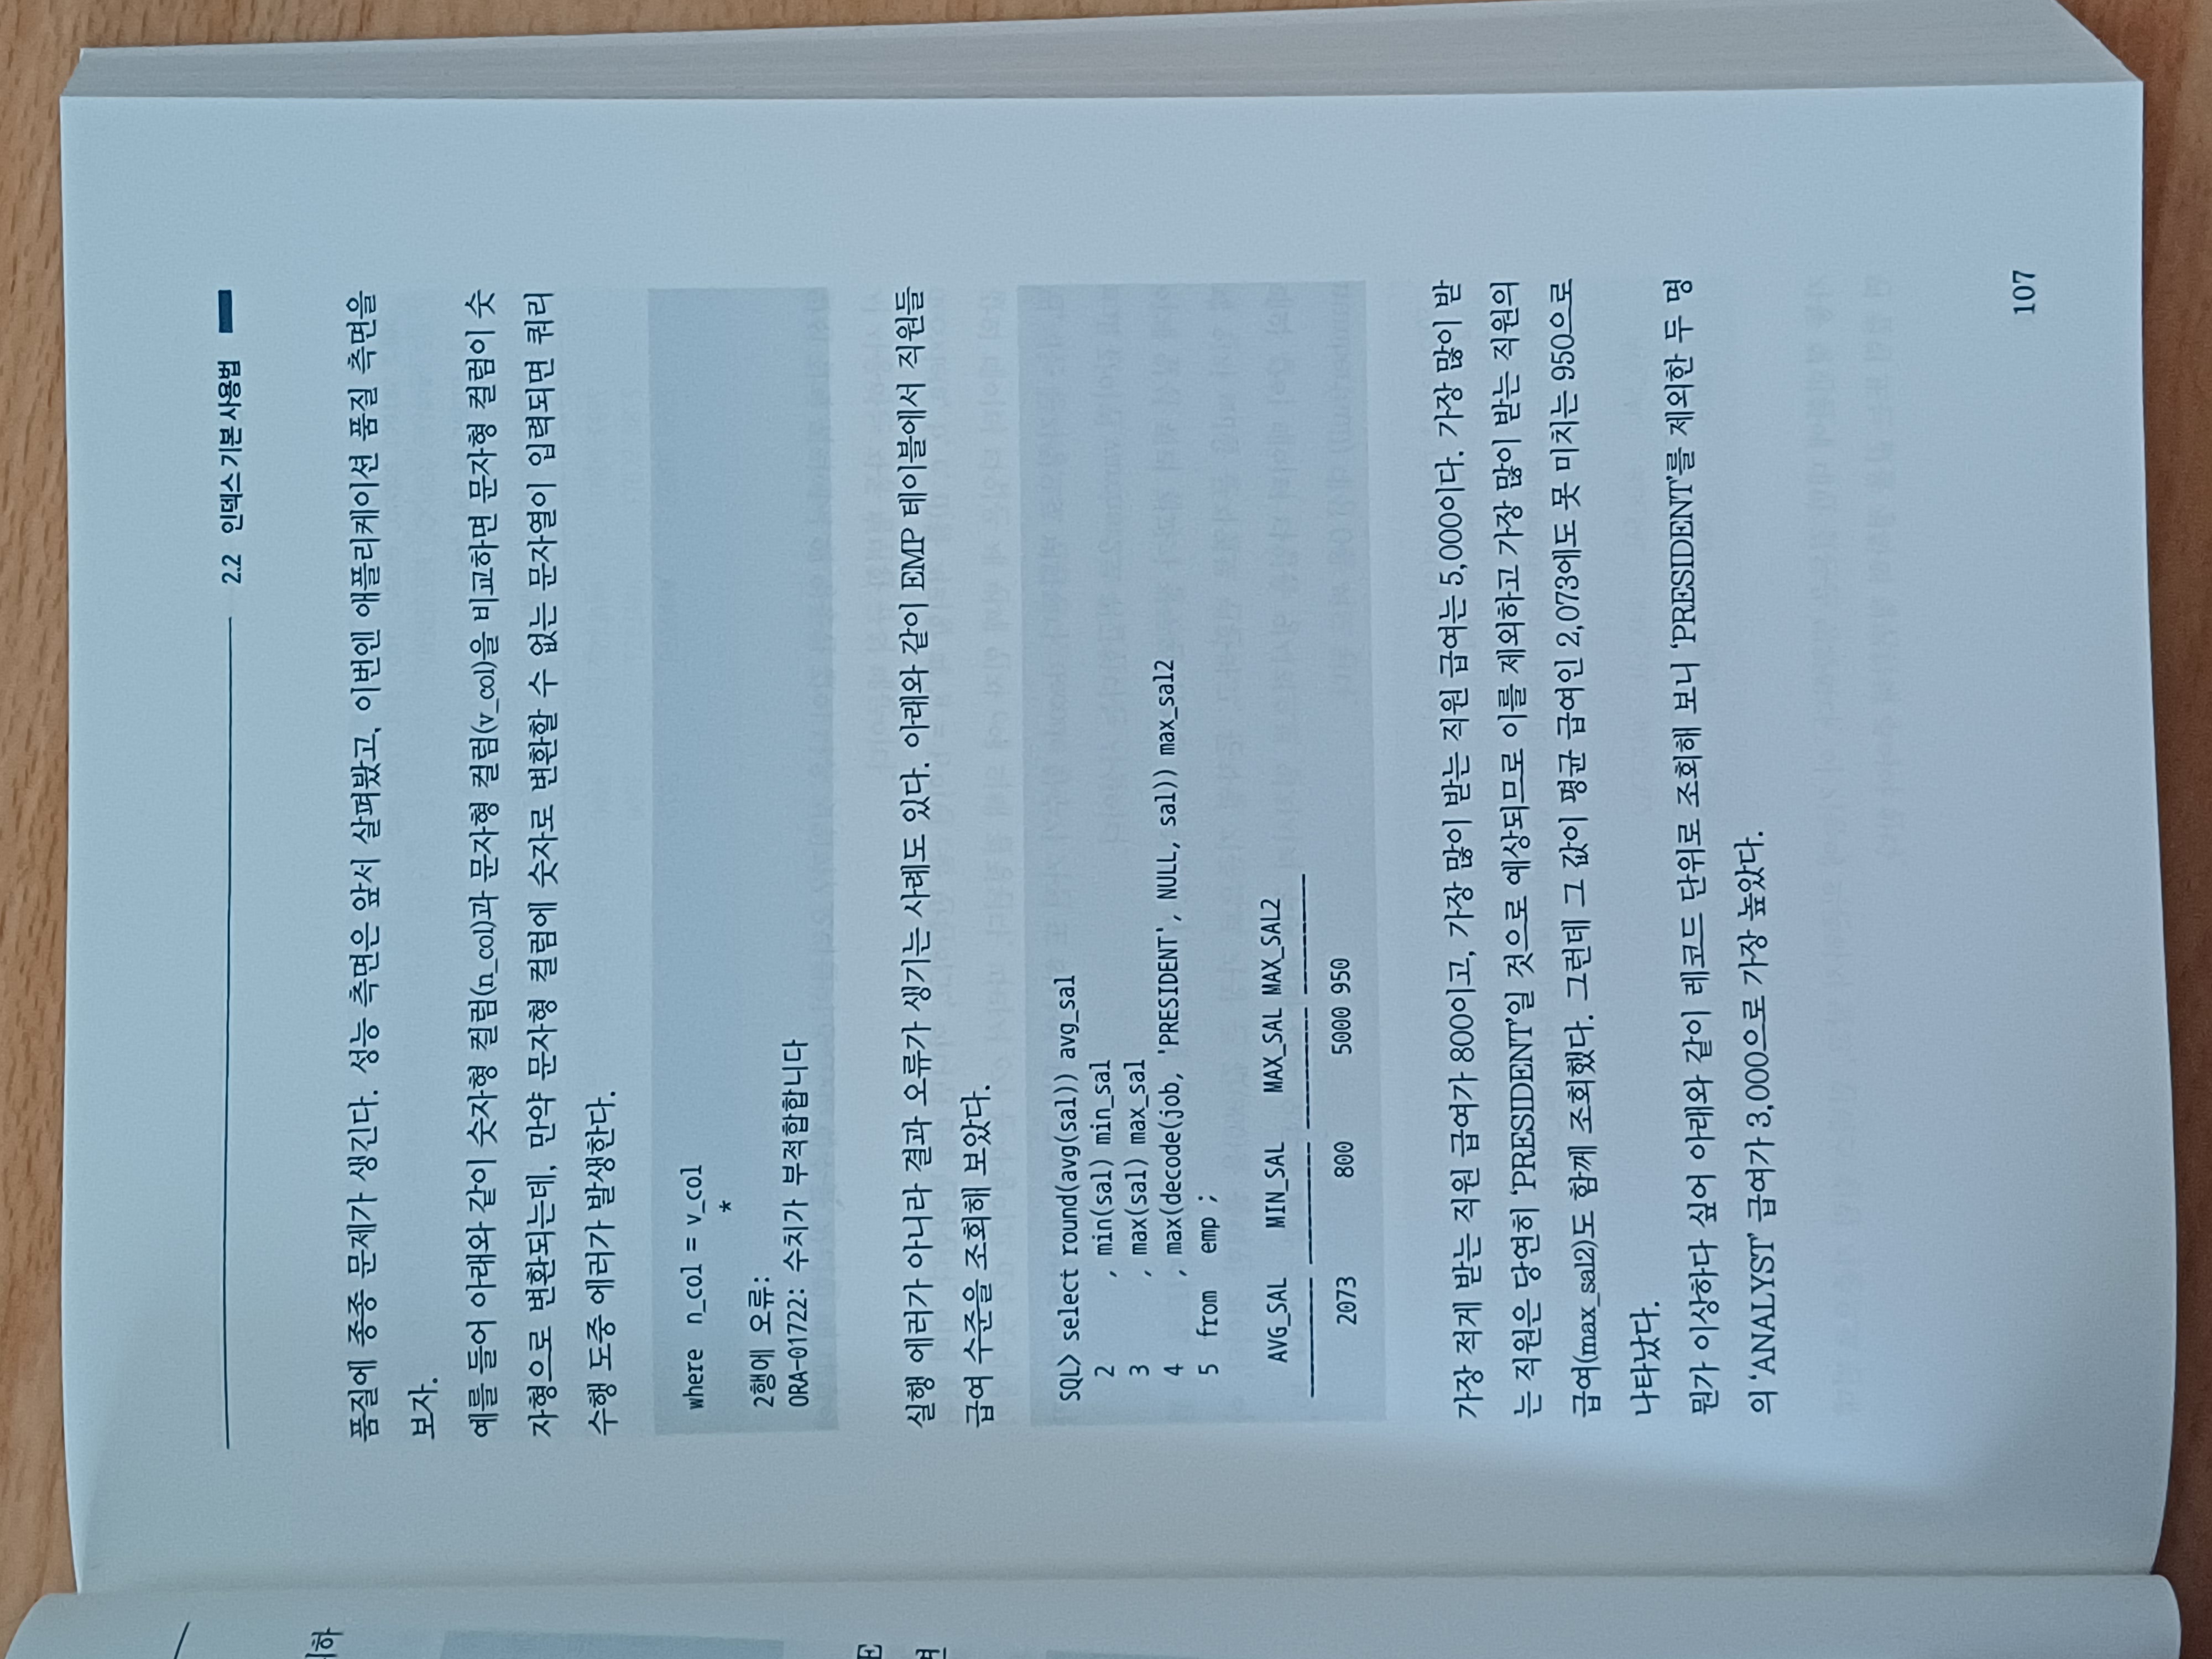 2.2 인덱스 기본 사용법
품질에 종종 문제가 생긴다. 성능 측면은 앞서 살펴봤고, 이번엔 애플리케이션 품질 측면을
보자.
예를 들어 아래와 같이 숫자형 컬럼(n_col)과 문자형 컬럼(v_col)을 비교하면 문자형 컬럼이 숫
자형으로 변환되는데, 만약 문자형 컬럼에 숫자로 변환할 수 없는 문자열이 입력되면 쿼리
수행 도중 에러가 발생한다.
where n_col = v_col
*
2행에 오류:
ORA-01722: 수치가 부적합합니다
실행 에러가 아니라 결과 오류가 생기는 사례도 있다. 아래와 같이 EMP 테이블에서 직원들
급여 수준을 조회해 보았다.
SQL> select round(avg(sal)) avg_sal
2 , min(sal) min_sal
3 , max(sal) max_sal
4 , max(decode(job, 'PRESIDENT', NULL, sal)) max_sal2
5 from emp ;
AVG_SAL MIN_SAL MAX_SAL MAX_SAL2
---------- ---------- ---------- ----------
2073 800 5000 950
가장 적게 받는 직원 급여가 800이고, 가장 많이 받는 직원 급여는 5,000이다. 가장 많이 받
는 직원은 당연히 ‘PRESIDENT’일 것으로 예상되므로 이를 제외하고 가장 많이 받는 직원의
급여(max_sal2)도 함께 조회했다. 그런데 그 값이 평균 급여인 2,073에도 못 미치는 950으로
나타났다.
뭔가 이상하다 싶어 아래와 같이 레코드 단위로 조회해 보니 ‘PRESIDENT’를 제외한 두 명
의 ‘ANALYST’ 급여가 3,000으로 가장 높았다.
107